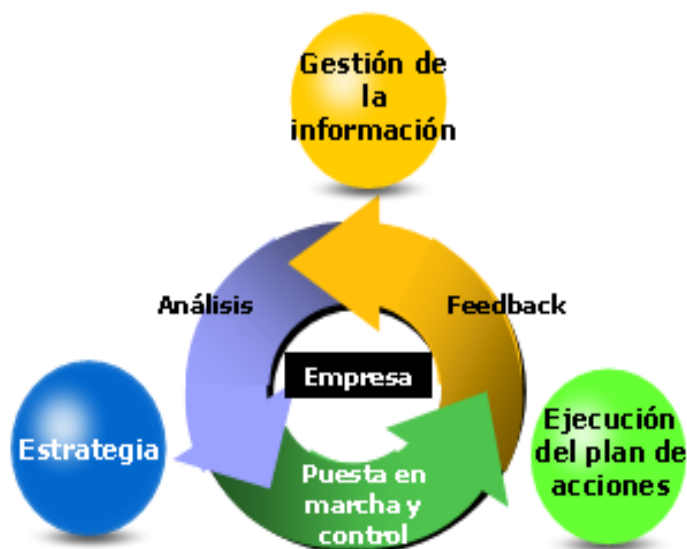 Gestión de
la
información
Análisis
Feedback
Empresa
Estrategia
Ejecución
del plan de
acciones
Puesta en
marcha y
control